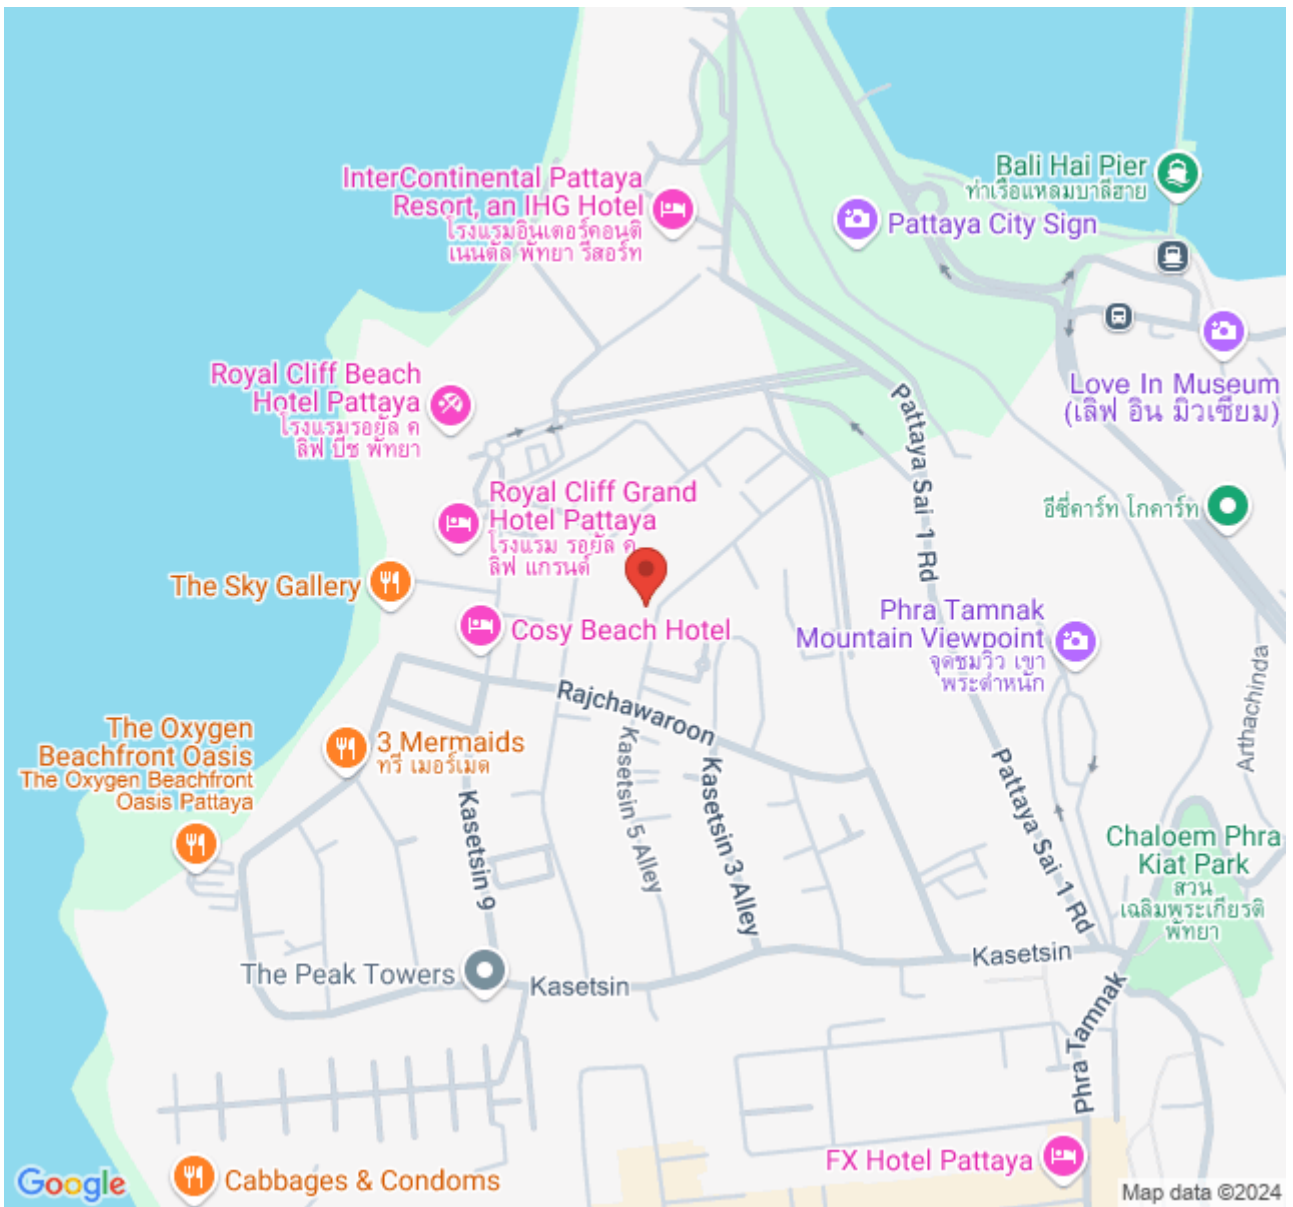 InterContinental Pattaya
Resort, an IHG Hotel
โรงแรมอินเตอร์คอนติ
เนนตัล พัทยา รีสอร์ท
Bali Hai Pier
ท่าเรือแหลมบาลีฮาย
Pattaya City Sign
Love In Museum
(เลิฟ อิน มิวเซียม)
Royal Cliff Beach
Hotel Pattaya
โรงแรมรอยัล ค
ลิฟ บีช พัทยา
Pattaya Sai 1 Rd
Royal Cliff Grand
Hotel Pattaya
โรงแรม รอยัล ค
ลิฟ แกรนด์
อีซี่คาร์ท โกคาร์ท
The Sky Gallery
Cosy Beach Hotel
Phra Tamnak
Mountain Viewpoint
จุดชมวิว เขา
พระตำหนัก
Arthachinda
Rajchawaroon
The Oxygen
Beachfront Oasis
The Oxygen Beachfront
Oasis Pattaya
3 Mermaids
ทรี เมอร์เมด
Kasetsin 9
Kasetsin 5 Alley
Kasetsin 3 Alley
Pattaya Sai 1 Rd
Chaloem Phra
Kiat Park
สวน
เฉลิมพระเกียรติ
พัทยา
The Peak Towers
Kasetsin
Kasetsin
Phra Tamnak
FX Hotel Pattaya
Cabbages & Condoms
Google
Map data ©2024